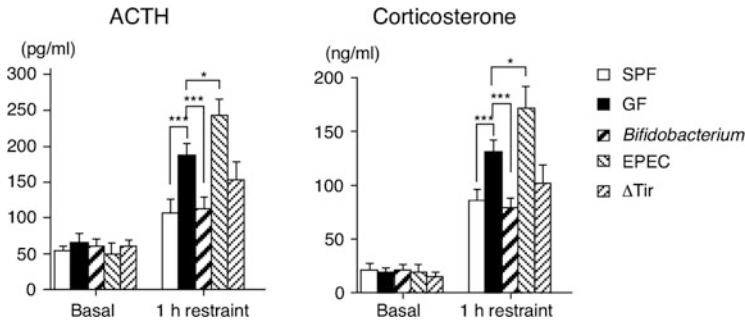 ACTH
(pg/ml)
300
250
200
150
100
50
0
*
***
***
Basal
1 h restraint
Corticosterone
(ng/ml)
200
150
100
50
0
*
***
***
Basal
1 h restraint
SPF
GF
Bifidobacterium
EPEC
ΔTir